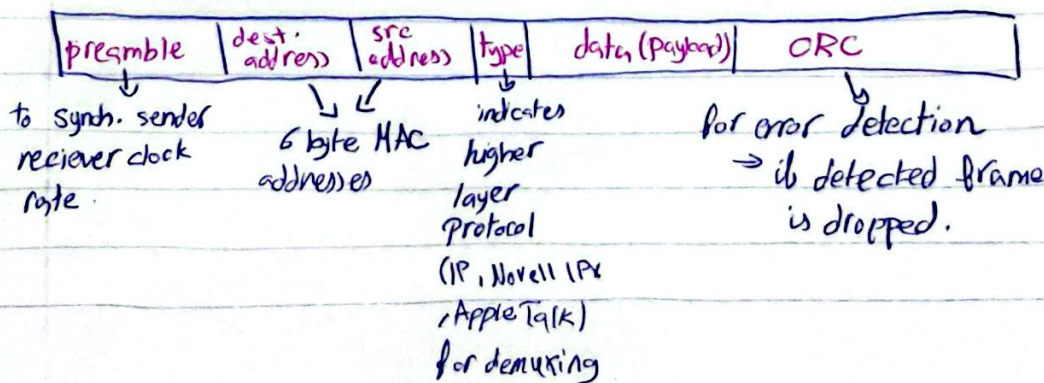 preamble
dest. address
src address
type
data (payload)
CRC
to synch. sender
reciever clock
rate.
6 byte MAC
addresses
indicates
higher
layer
protocol
(IP, Novell IPX
, AppleTalk)
for demuxing
for error detection
→ if detected frame
is dropped.